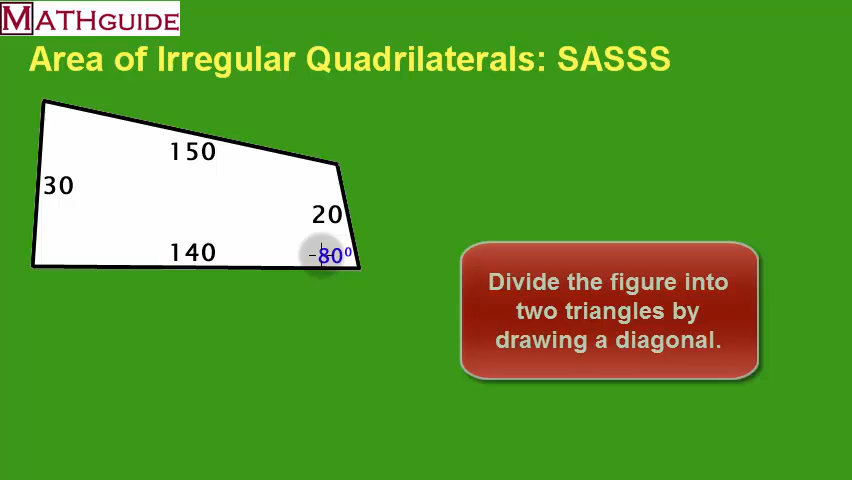 MATHGUIDE
Area of Irregular Quadrilaterals: SASSS
150
30
20
140
80⁰
Divide the figure into
two triangles by
drawing a diagonal.